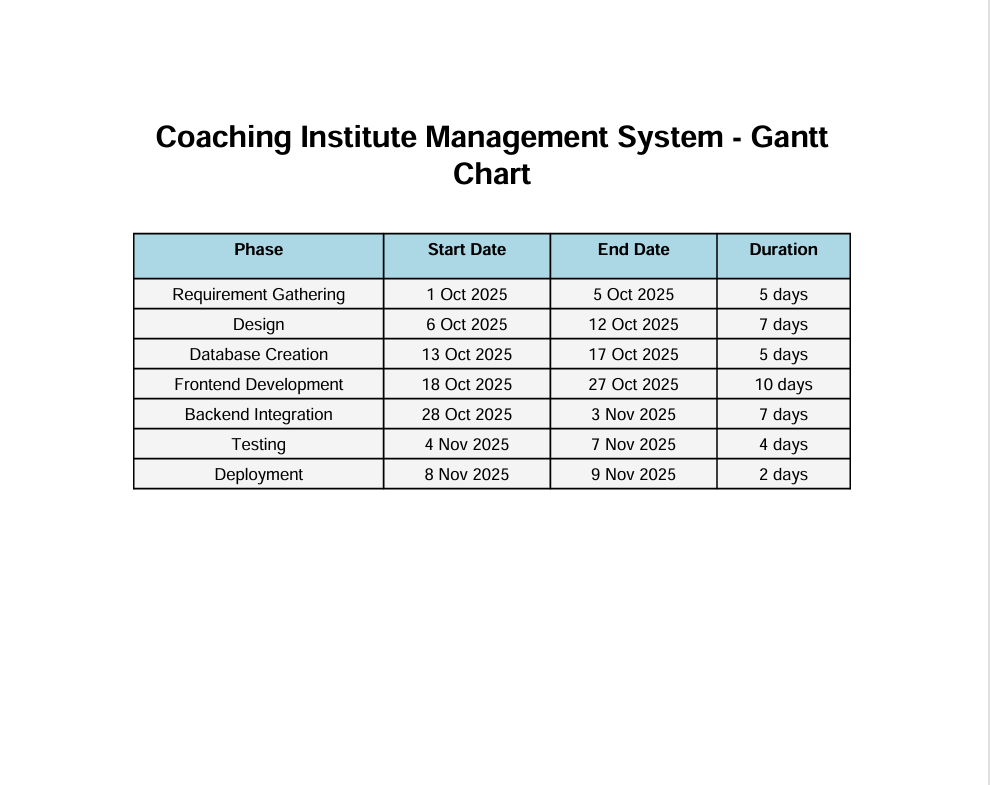 Coaching Institute Management System - Gantt
Chart
Phase Start Date End Date Duration
Requirement Gathering 1 Oct 2025 5 Oct 2025 5 days
Design 6 Oct 2025 12 Oct 2025 7 days
Database Creation 13 Oct 2025 17 Oct 2025 5 days
Frontend Development 18 Oct 2025 27 Oct 2025 10 days
Backend Integration 28 Oct 2025 3 Nov 2025 7 days
Testing 4 Nov 2025 7 Nov 2025 4 days
Deployment 8 Nov 2025 9 Nov 2025 2 days